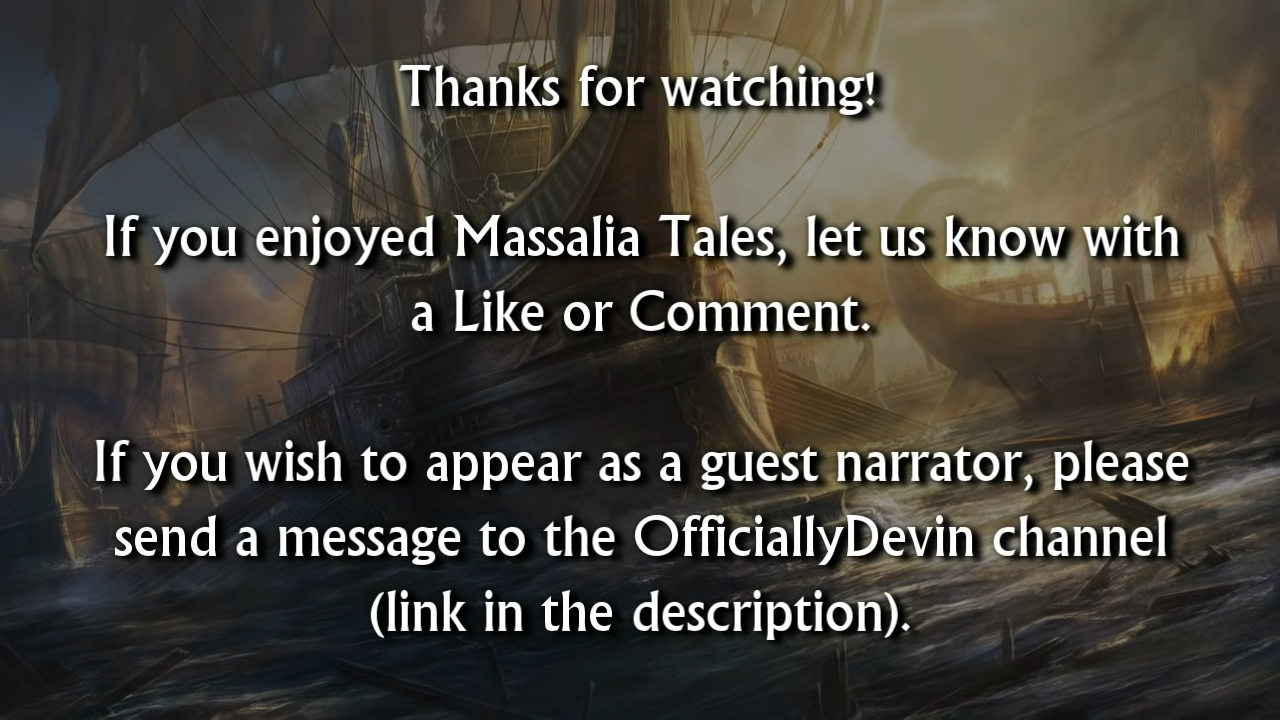 Thanks for watching!
If you enjoyed Massalia Tales, let us know with
a Like or Comment.
If you wish to appear as a guest narrator, please
send a message to the OfficiallyDevin channel
(link in the description).